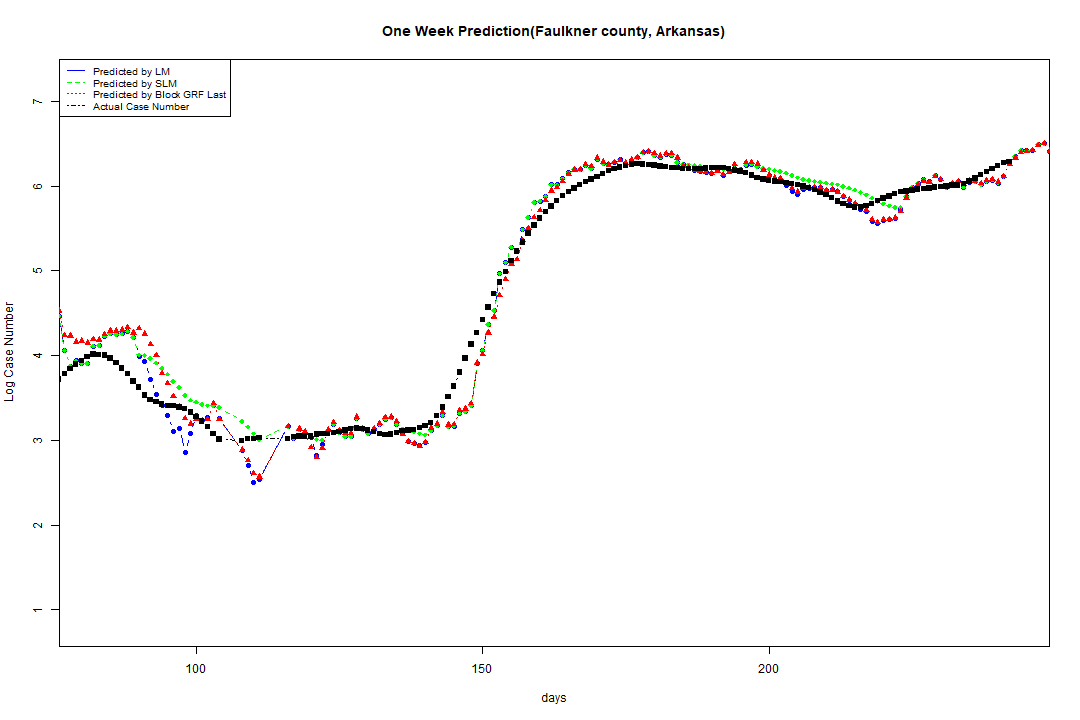 One Week Prediction(Faulkner county, Arkansas)
Predicted by LM
Predicted by SLM
Predicted by Block GRF Last
Actual Case Number
7
6
5
4
3
2
1
Log Case Number
100 150 200
days